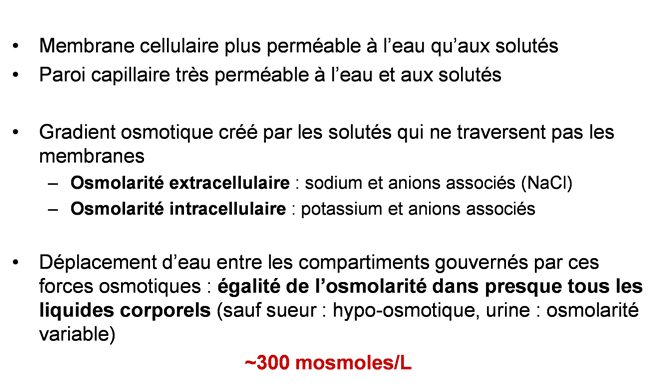 • Membrane cellulaire plus perméable à l'eau qu'aux solutés
• Paroi capillaire très perméable à l'eau et aux solutés
• Gradient osmotique créé par les solutés qui ne traversent pas les
membranes
– Osmolarité extracellulaire : sodium et anions associés (NaCl)
– Osmolarité intracellulaire : potassium et anions associés
• Déplacement d'eau entre les compartiments gouvernés par ces
forces osmotiques : égalité de l'osmolarité dans presque tous les
liquides corporels (sauf sueur : hypo-osmotique, urine : osmolarité
variable)
~300 mosmoles/L